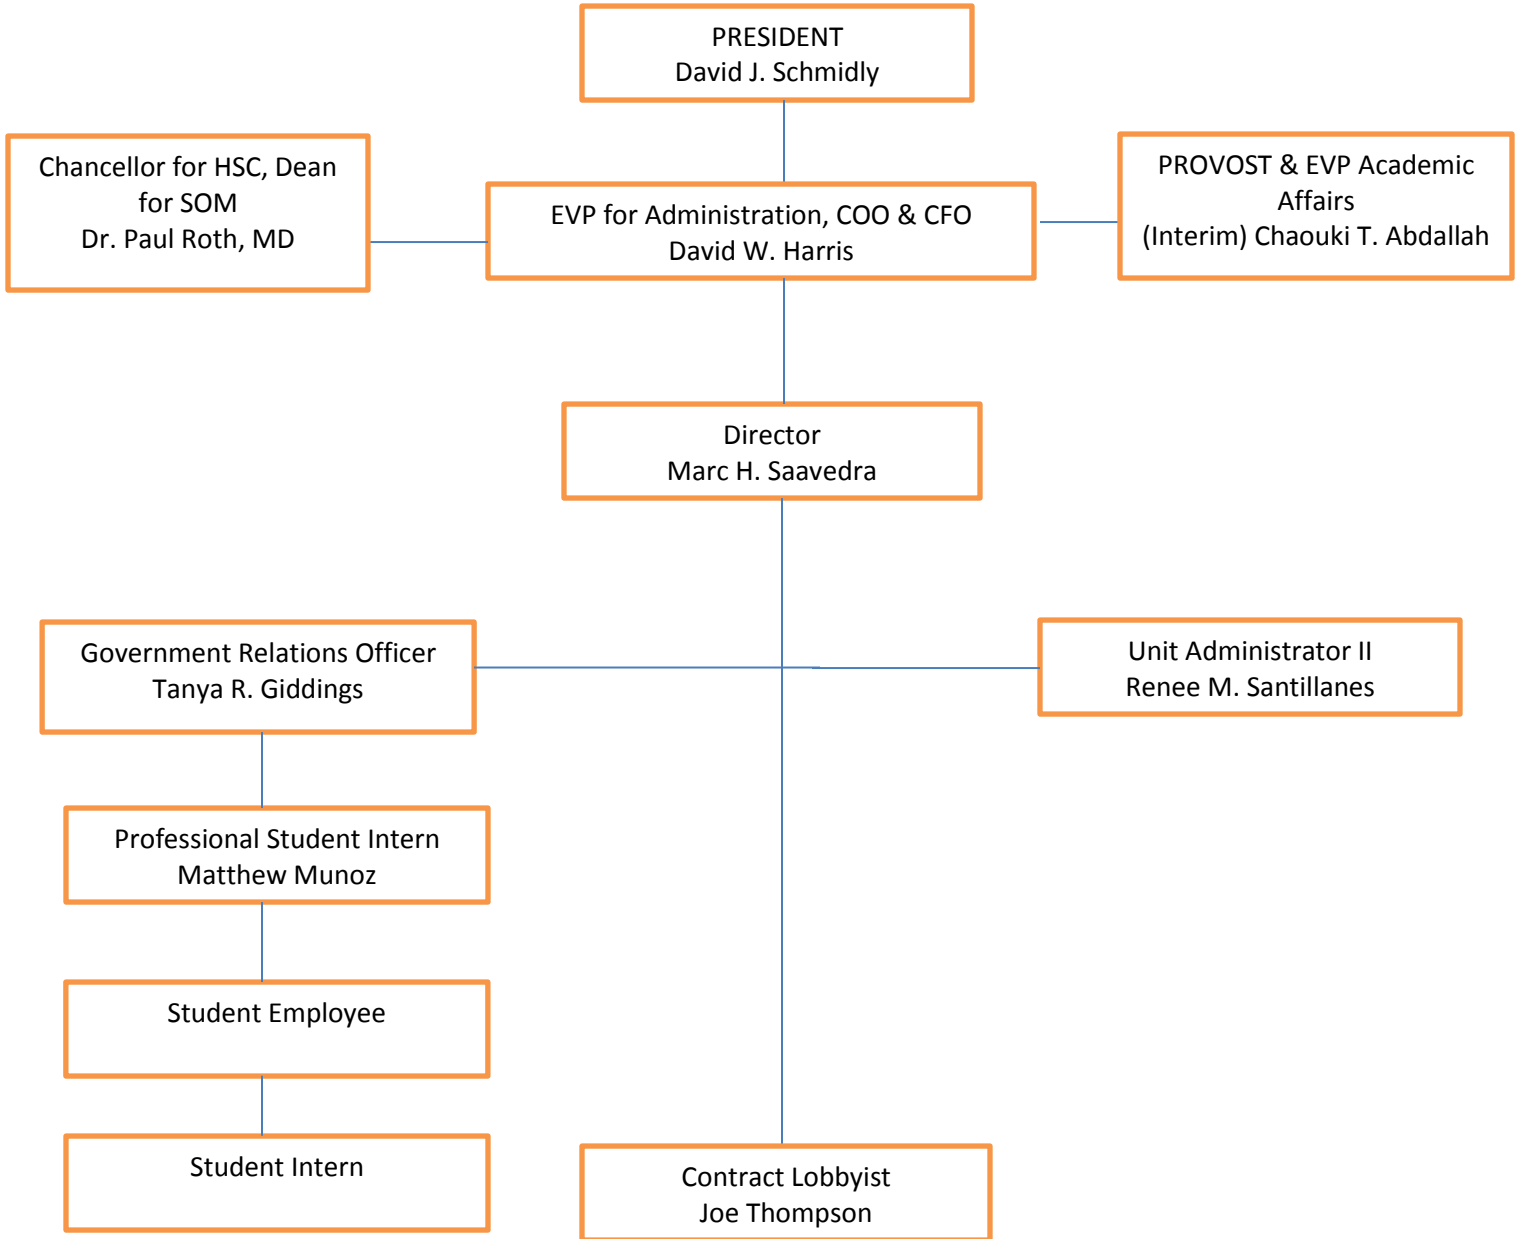 PRESIDENT
David J. Schmidly
Chancellor for HSC, Dean
for SOM
Dr. Paul Roth, MD
EVP for Administration, COO & CFO
David W. Harris
PROVOST & EVP Academic
Affairs
(Interim) Chaouki T. Abdallah
Director
Marc H. Saavedra
Government Relations Officer
Tanya R. Giddings
Unit Administrator II
Renee M. Santillanes
Professional Student Intern
Matthew Munoz
Student Employee
Student Intern
Contract Lobbyist
Joe Thompson